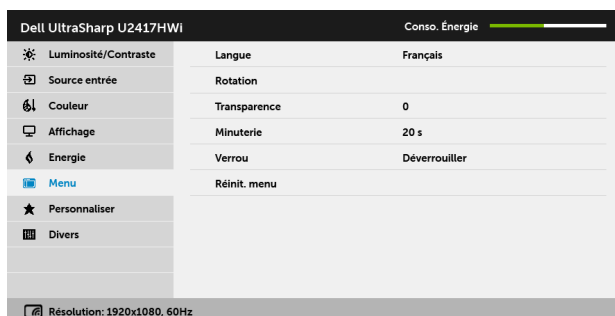 Dell UltraSharp U2417HWi
Conso. Énergie
Luminosité/Contraste
Langue
Français
Source entrée
Rotation
Couleur
Transparence
0
Affichage
Minuterie
20 s
Energie
Verrou
Déverrouiller
Menu
Réinit. menu
Personnaliser
Divers
Résolution: 1920x1080, 60Hz